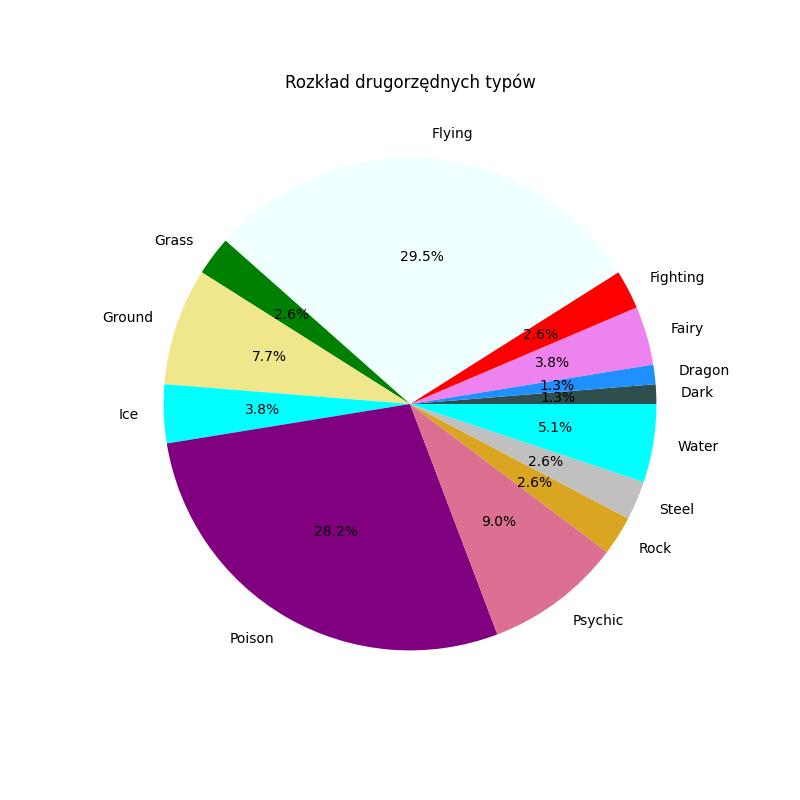 Rozkład drugorzędnych typów
Flying
29.5%
Grass
2.6%
Ground
7.7%
Ice
3.8%
Poison
28.2%
Psychic
9.0%
Rock
2.6%
Steel
2.6%
Water
5.1%
Dark
1.3%
Dragon
1.3%
Fairy
3.8%
Fighting
2.6%